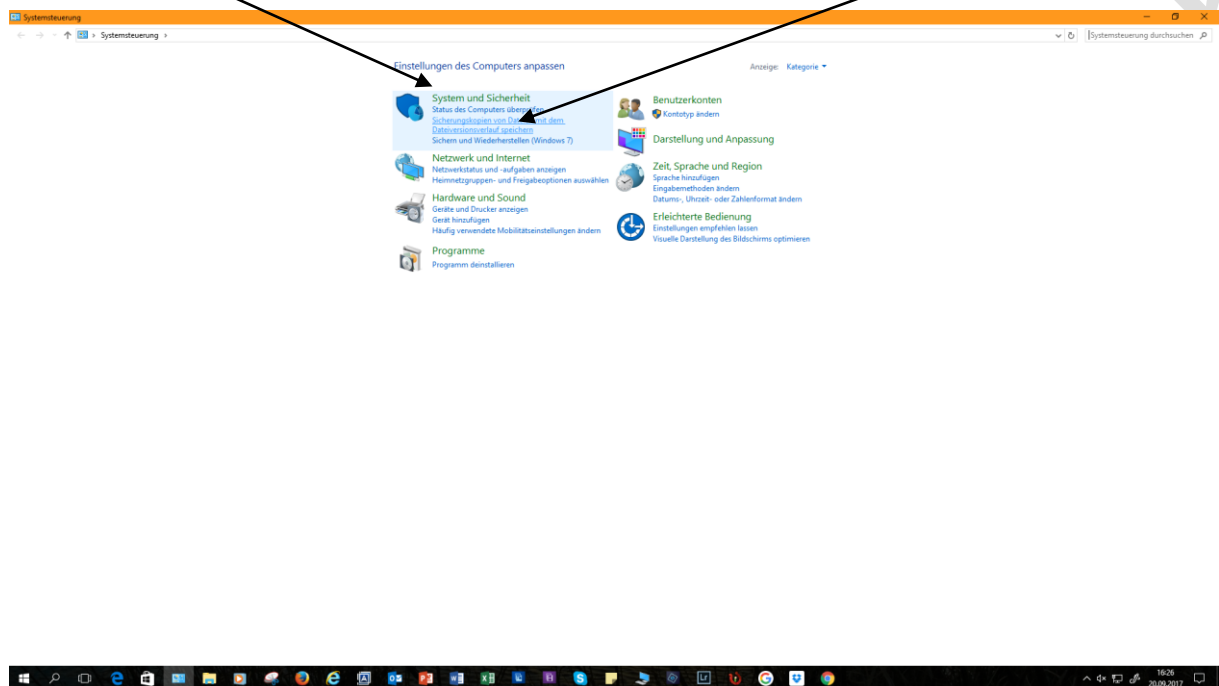 Systemsteuerung
Systemsteuerung
Systemsteuerung durchsuchen
Einstellungen des Computers anpassen
Anzeige: Kategorie
System und Sicherheit
Status des Computers überprüfen
Sicherungskopien von Dateien mit dem
Dateiversionsverlauf speichern
Sichern und Wiederherstellen (Windows 7)
Netzwerk und Internet
Netzwerkstatus und -aufgaben anzeigen
Heimnetzgruppen- und Freigabeoptionen auswählen
Hardware und Sound
Geräte und Drucker anzeigen
Gerät hinzufügen
Häufig verwendete Mobilitätseinstellungen ändern
Programme
Programm deinstallieren
Benutzerkonten
Kontotyp ändern
Darstellung und Anpassung
Zeit, Sprache und Region
Sprache hinzufügen
Eingabemethoden ändern
Datums-, Uhrzeit- oder Zahlenformat ändern
Erleichterte Bedienung
Einstellungen empfehlen lassen
Visuelle Darstellung des Bildschirms optimieren
16:26
20.09.2017